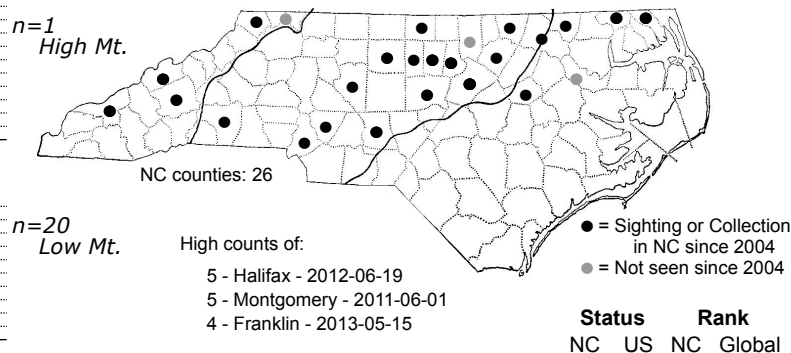 n=1
High Mt.
NC counties: 26
n=20
Low Mt.
High counts of:
5 - Halifax - 2012-06-19
5 - Montgomery - 2011-06-01
4 - Franklin - 2013-05-15
● = Sighting or Collection
in NC since 2004
● = Not seen since 2004
Status Rank
NC US NC Global